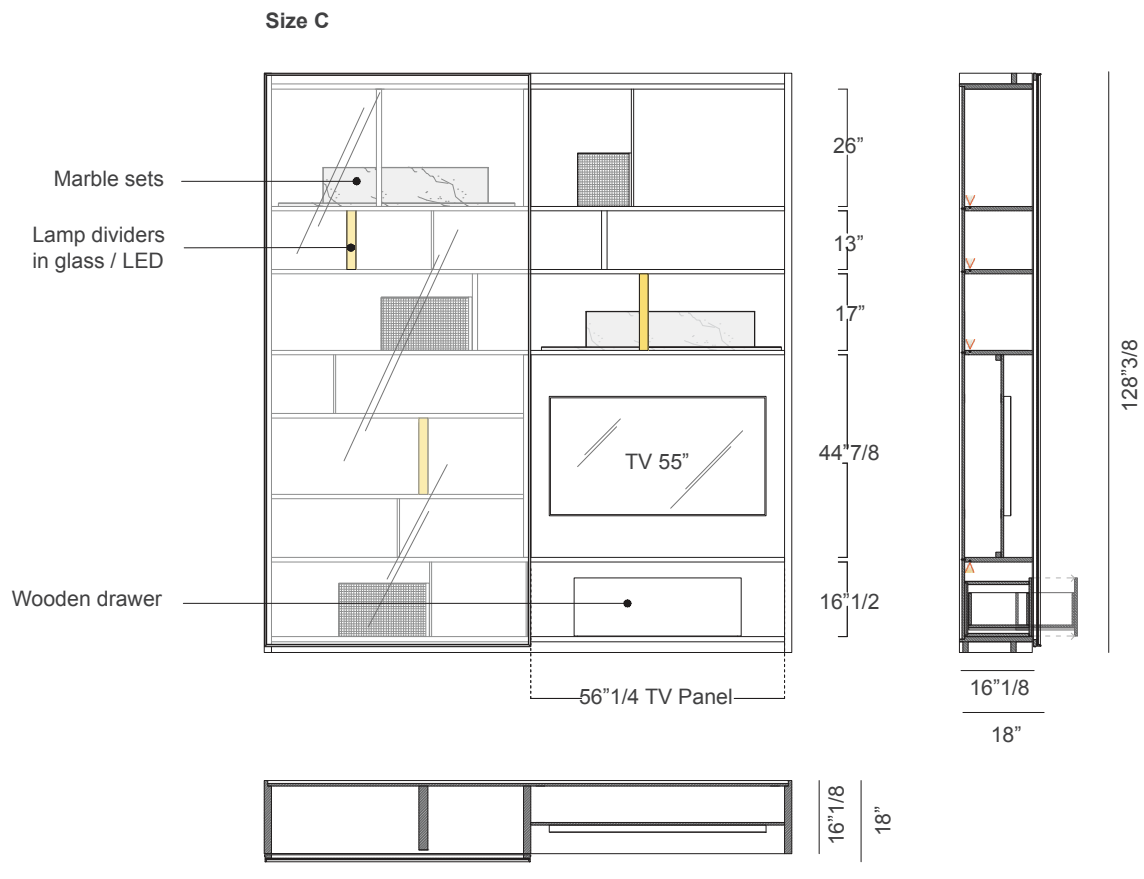 Size C
26”
Marble sets
Lamp dividers
in glass / LED
13”
17”
128”3/8
44”7/8
TV 55”
Wooden drawer
16”1/2
56”1/4 TV Panel
16”1/8
18”
16”1/8
18”